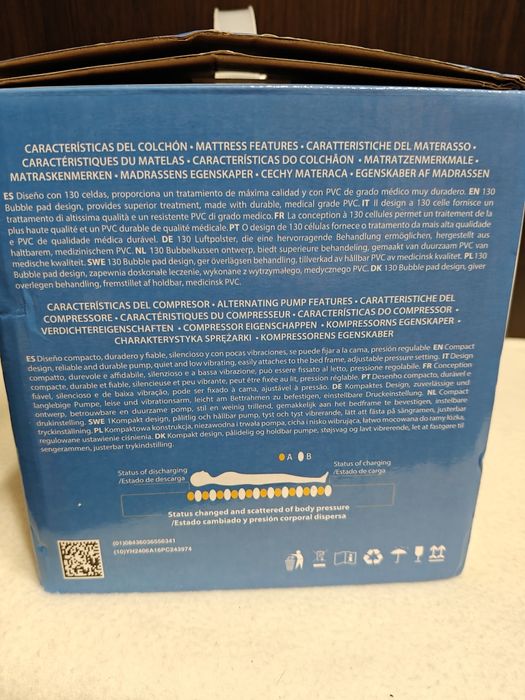 CARACTERÍSTICAS DEL COLCHÓN • MATTRESS FEATURES • CARATTERISTICHE DEL MATERASSO •
CARACTÉRISTIQUES DU MATELAS • CARACTERÍSTICAS DO COLCHÃON • MATRATZENMERKMALE •
MATRASKENMERKEN • MADRASSENS EGENSKAPER • CECHY MATERACA • EGENSKABER AF MADRASSEN
ES Diseño con 130 celdas, proporciona un tratamiento de máxima calidad y con PVC de grado médico muy duradero. EN 130
Bubble pad design, provides superior treatment, made with durable, medical grade PVC. IT Il design a 130 celle fornisce un
trattamento di altissima qualità e un resistente PVC di grado medico. FR La conception à 130 cellules permet un traitement de la
plus haute qualité et un PVC durable de qualité médicale. PT O design de 130 células fornece o tratamento da mais alta qualidade
e PVC de qualidade médica durável. DE 130 Luftpolster, die eine hervorragende Behandlung ermöglichen, hergestellt aus
haltbarem, medizinischem PVC. NL 130 Bubbelkussen ontwerp, biedt superieure behandeling, gemaakt van duurzaam PVC van
medische kwaliteit. SWE 130 Bubble pad design, ger överlägsen behandling, tillverkad av hållbar PVC av medicinsk kvalitet. PL 130
Bubble pad design, zapewnia doskonałe leczenie, wykonane z wytrzymałego, medycznego PVC. DK 130 Bubble pad design, giver
overlegen behandling, fremstillet af holdbar, medicinsk PVC.
CARACTERÍSTICAS DEL COMPRESOR • ALTERNATING PUMP FEATURES • CARATTERISTICHE DEL
COMPRESSORE • CARACTÉRISTIQUES DU COMPRESSEUR • CARACTERÍSTICAS DO COMPRESSOR •
VERDICHTEREIGENSCHAFTEN • COMPRESSOR EIGENSCHAPPEN • KOMPRESSORNS EGENSKAPER •
CHARAKTERYSTYKA SPRĘŻARKI • KOMPRESSORENS EGENSKABER
ES Diseño compacto, duradero y fiable, silencioso y con pocas vibraciones, se puede fijar a la cama, presión regulable. EN Compact
design, reliable and durable pump, quiet and low vibrating, easily attaches to the bed frame, adjustable pressure setting. IT Design
compatto, durevole e affidabile, silenzioso e a bassa vibrazione, può essere fissato al letto, pressione regolabile. FR Conception
compacte, durable et fiable, silencieuse et peu vibrante, peut être fixée au lit, pression réglable. PT Desenho compacto, durável e
fiável, silencioso e de baixa vibração, pode ser fixado à cama, ajustável à pressão. DE Kompaktes Design, zuverlässige und
langlebige Pumpe, leise und vibrationsarm, leicht am Bettrahmen zu befestigen, einstellbare Druckeinstellung. NL Compact
ontwerp, betrouwbare en duurzame pomp, stil en weinig trillend, gemakkelijk aan het bedframe te bevestigen, instelbare
drukinstelling. SWE 1Kompakt design, pålitlig och hållbar pump, tyst och tyst vibrerande, lätt att fästa på sängramen, justerbar
tryckinställning. PL Kompaktowa konstrukcja, niezawodna i trwała pompa, cicha i nisko wibrująca, łatwo mocowana do ramy łóżka,
regulowane ustawienie ciśnienia. DK Kompakt design, pålidelig og holdbar pumpe, støjsvag og lavt vibrerende, let at fastgøre til
sengerammen, justerbar trykindstilling.
A B
Status of discharging
/Estado de descarga
Status of charging
/Estado de carga
Status changed and scattered of body pressure
/Estado cambiado y presión corporal dispersa
(01)08436036556341
(10)YH2406A16PC243974